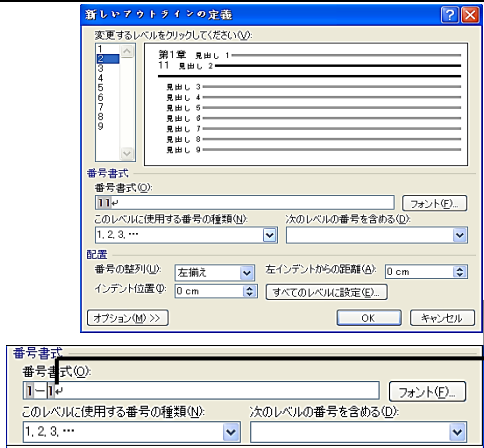 新しいアウトラインの定義
変更するレベルをクリックしてください(V):
1
2
3
4
5
6
7
8
9
第1章 見出し 1
11 見出し 2
見出し 3
見出し 4
見出し 5
見出し 6
見出し 7
見出し 8
見出し 9
番号書式
番号書式(O):
11↵
フォント(F)...
このレベルに使用する番号の種類(N):
次のレベルの番号を含める(D):
1, 2, 3, …
配置
番号の整列(U):
左揃え
左インデントからの距離(A):
0 cm
インデント位置(I):
0 cm
すべてのレベルに設定(E)...
オプション(M) >>
OK
キャンセル
番号書式
番号書式(O):
1－1↵
フォント(F)...
このレベルに使用する番号の種類(N):
次のレベルの番号を含める(D):
1, 2, 3, …